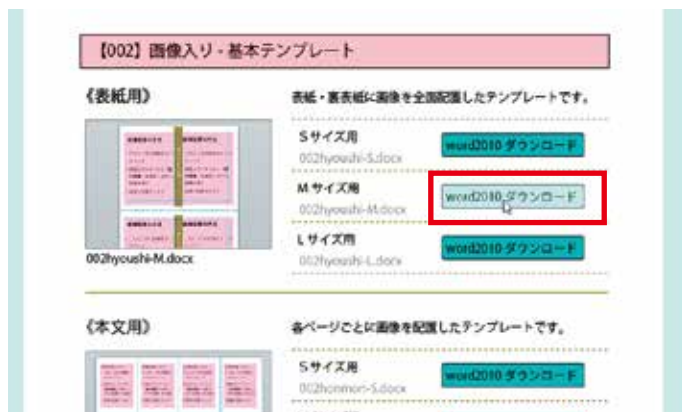 【002】画像入り・基本テンプレート
《表紙用》
表紙・裏表紙に画像を全面配置したテンプレートです。
Sサイズ用
002hyoushi-S.docx
word2010 ダウンロード
Mサイズ用
002hyoushi-M.docx
word2010 ダウンロード
Lサイズ用
002hyoushi-L.docx
word2010 ダウンロード
002hyoushi-M.docx
《本文用》
各ページごとに画像を配置したテンプレートです。
Sサイズ用
002honmon-S.docx
word2010 ダウンロード